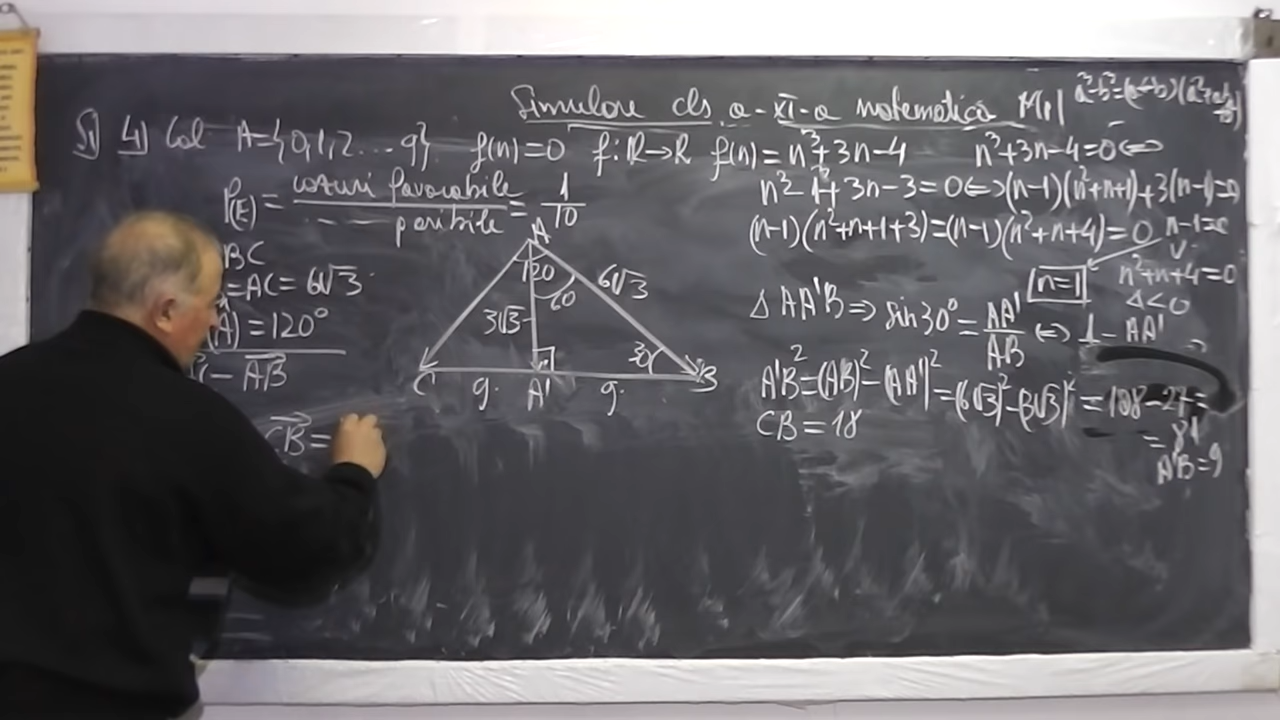 Simulare cls a-XI-a matematică M1
a³-b³=(a-b)(a²+ab+b²)
SI 4) Col A={0,1,2...9} f(n)=0 f:R→R f(n)=n³+3n-4 n³+3n-4=0⇔
n³-1+3n-3=0⇔(n-1)(n²+n+1)+3(n-1)=0
P(E)=cazuri favorabile/---- posibile=1/10
(n-1)(n²+n+1+3)=(n-1)(n²+n+4)=0 n-1=0
v
n=1 n²+n+4=0
Δ<0
BC
=AC=6√3
A)=120°
-AB
CB=
A
120
60
6√3
3√3
30
C 9 A' 9 B
Δ AA'B ⇒ sin30°=AA'/AB ⇔ 1 - AA'
A'B²=(AB)²-(AA')²=(6√3)²-(3√3)²=108-27=
=81
A'B=9
CB=18